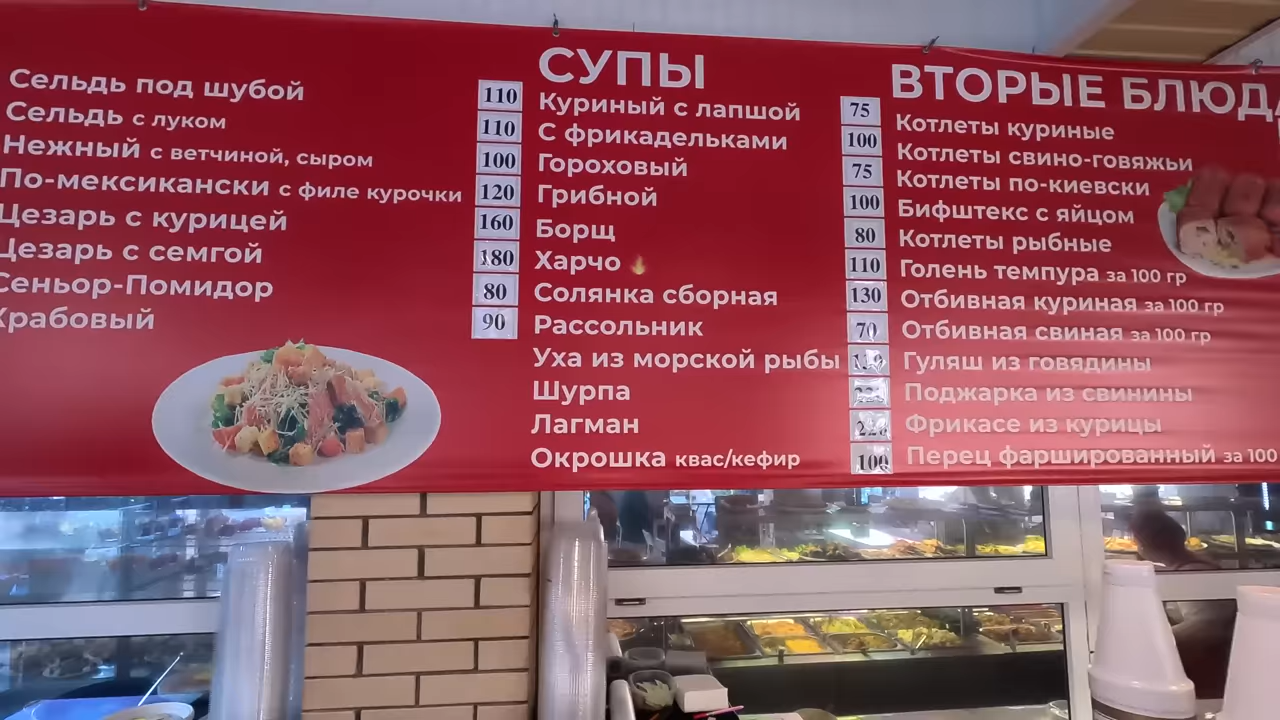 Сельдь под шубой 110
Сельдь с луком 110
Нежный с ветчиной, сыром 100
По-мексикански с филе курочки 120
Цезарь с курицей 160
Цезарь с семгой 180
Сеньор-Помидор 80
Крабовый 90
СУПЫ
Куриный с лапшой 75
С фрикадельками 100
Гороховый 75
Грибной 100
Борщ 80
Харчо 110
Солянка сборная 130
Рассольник 70
Уха из морской рыбы
Шурпа
Лагман
Окрошка квас/кефир 100
ВТОРЫЕ БЛЮД
Котлеты куриные
Котлеты свино-говяжьи
Котлеты по-киевски
Бифштекс с яйцом
Котлеты рыбные
Голень темпура за 100 гр
Отбивная куриная за 100 гр
Отбивная свиная за 100 гр
Гуляш из говядины
Поджарка из свинины
Фрикасе из курицы
Перец фаршированный за 100